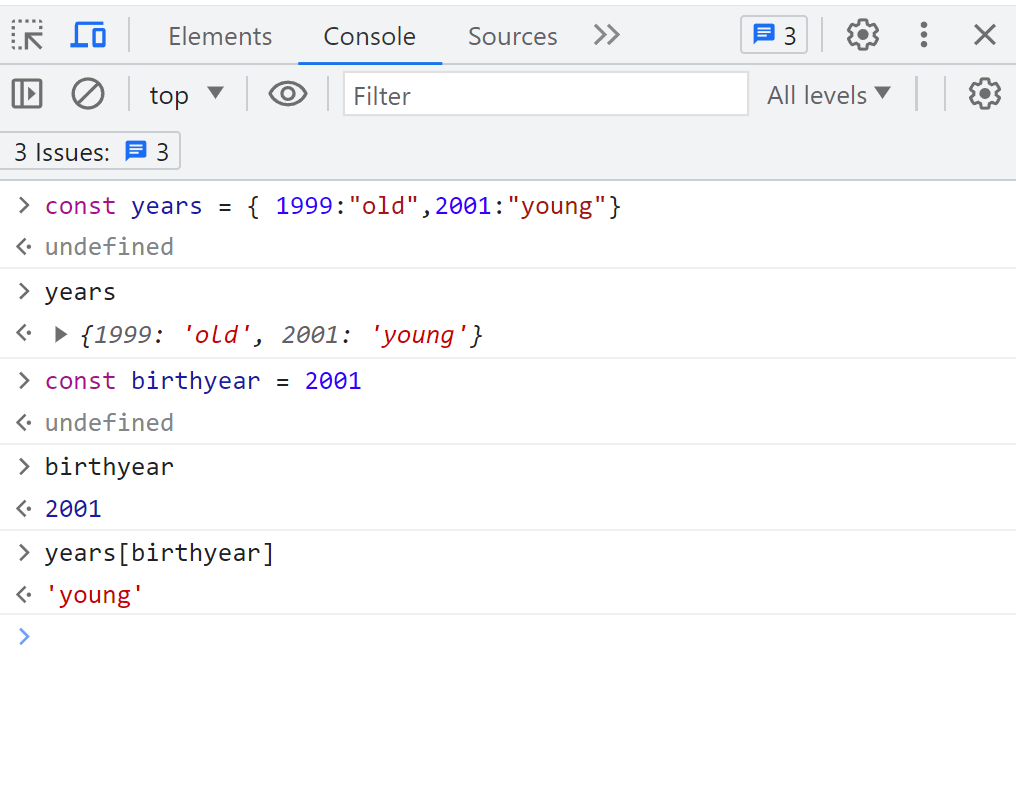 Elements Console Sources 3
top Filter All levels
3 Issues: 3
const years = { 1999:"old",2001:"young"}
undefined
years
{1999: 'old', 2001: 'young'}
const birthyear = 2001
undefined
birthyear
2001
years[birthyear]
'young'